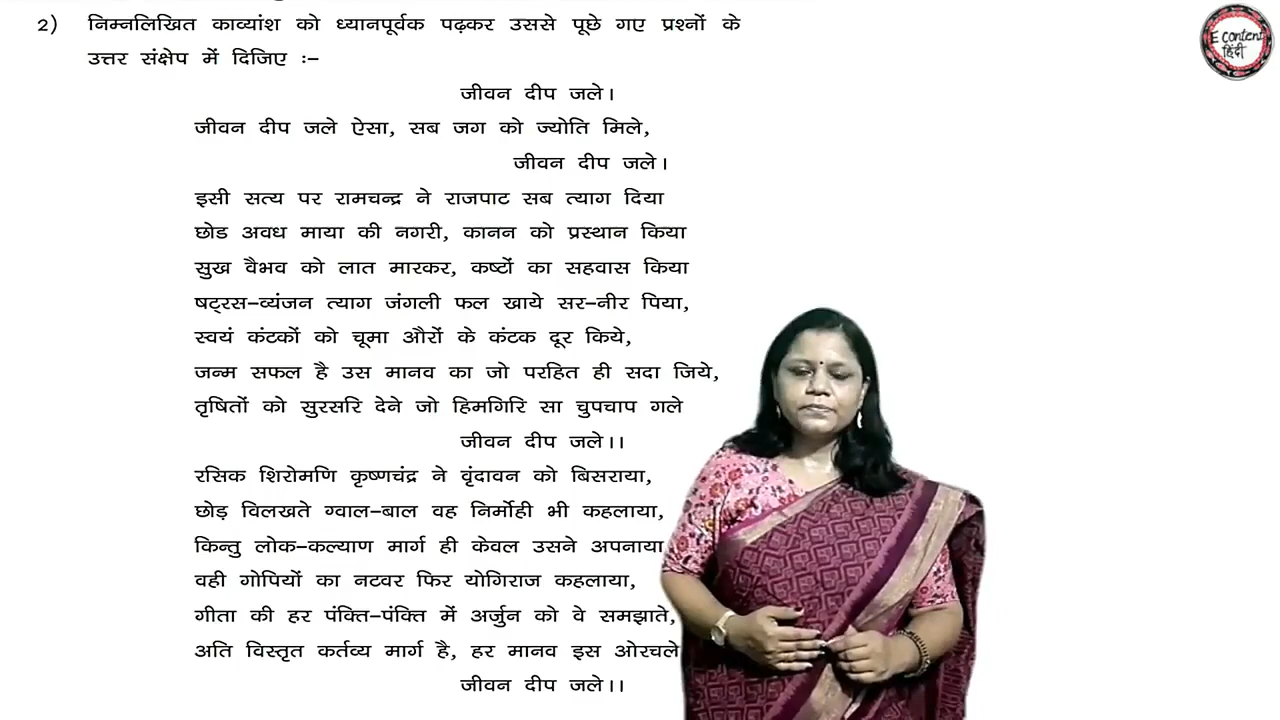 2) निम्नलिखित काव्यांश को ध्यानपूर्वक पढ़कर उससे पूछे गए प्रश्नों के
उत्तर संक्षेप में दिजिए :-
जीवन दीप जले।
जीवन दीप जले ऐसा, सब जग को ज्योति मिले,
जीवन दीप जले।
इसी सत्य पर रामचन्द्र ने राजपाट सब त्याग दिया
छोड अवध माया की नगरी, कानन को प्रस्थान किया
सुख वैभव को लात मारकर, कष्टों का सहवास किया
षट्रस-व्यंजन त्याग जंगली फल खाये सर-नीर पिया,
स्वयं कंटकों को चूमा औरों के कंटक दूर किये,
जन्म सफल है उस मानव का जो परहित ही सदा जिये,
तृषितों को सुरसरि देने जो हिमगिरि सा चुपचाप गले
जीवन दीप जले।।
रसिक शिरोमणि कृष्णचंद्र ने वृंदावन को बिसराया,
छोड़ विलखते ग्वाल-बाल वह निर्मोही भी कहलाया,
किन्तु लोक-कल्याण मार्ग ही केवल उसने अपनाया
वही गोपियों का नटवर फिर योगिराज कहलाया,
गीता की हर पंक्ति-पंक्ति में अर्जुन को वे समझाते,
अति विस्तृत कर्तव्य मार्ग है, हर मानव इस ओरचले
जीवन दीप जले।।
E content
हिंदी